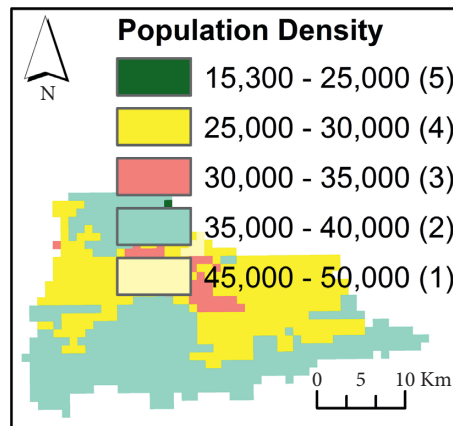 Population Density
N
15,300 - 25,000 (5)
25,000 - 30,000 (4)
30,000 - 35,000 (3)
35,000 - 40,000 (2)
45,000 - 50,000 (1)
0 5 10 Km